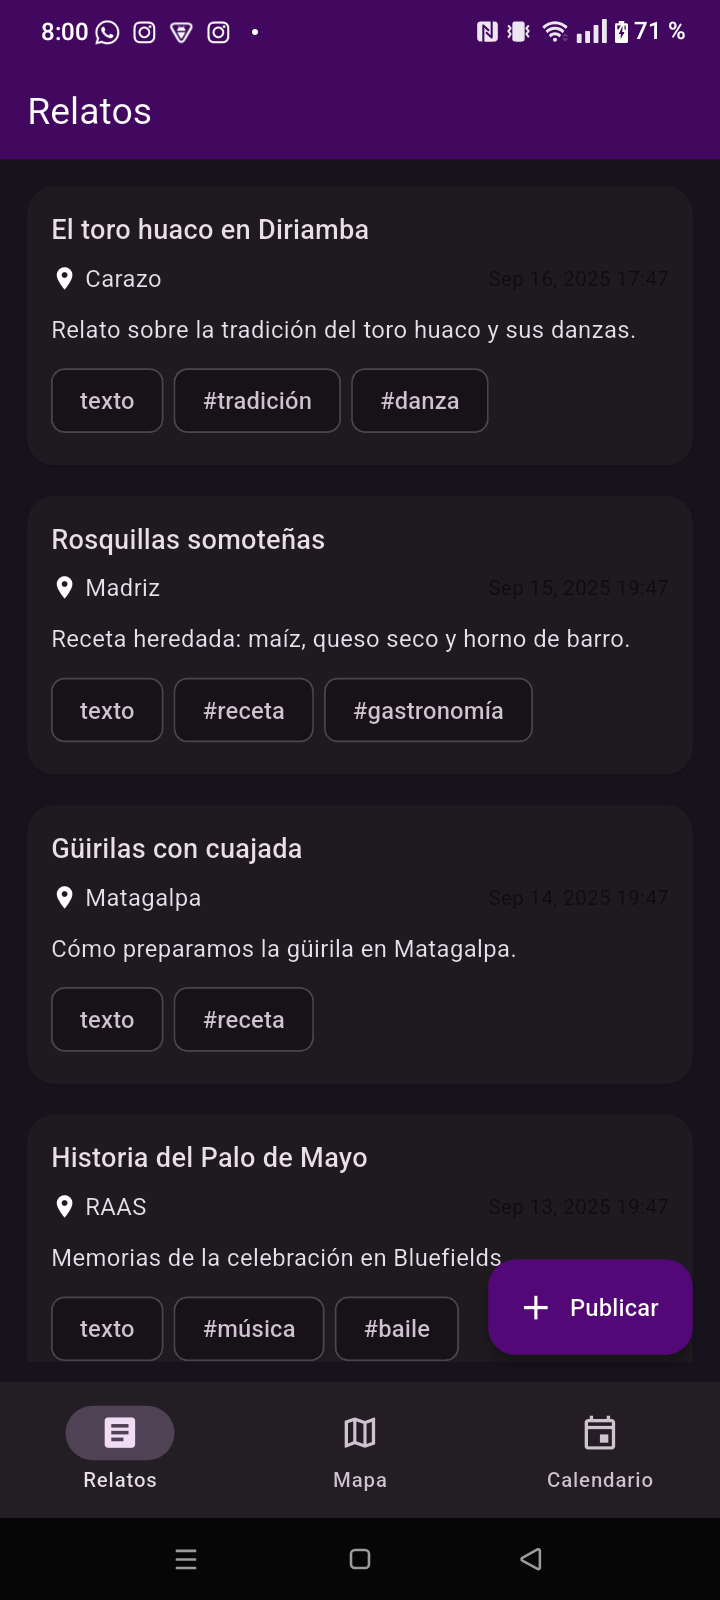 8:00 71 %
Relatos
El toro huaco en Diriamba
Carazo Sep 16, 2025 17:47
Relato sobre la tradición del toro huaco y sus danzas.
texto #tradición #danza
Rosquillas somoteñas
Madriz Sep 15, 2025 19:47
Receta heredada: maíz, queso seco y horno de barro.
texto #receta #gastronomía
Güirilas con cuajada
Matagalpa Sep 14, 2025 19:47
Cómo preparamos la güirila en Matagalpa.
texto #receta
Historia del Palo de Mayo
RAAS Sep 13, 2025 19:47
Memorias de la celebración en Bluefields.
texto #música #baile
Publicar
Relatos Mapa Calendario